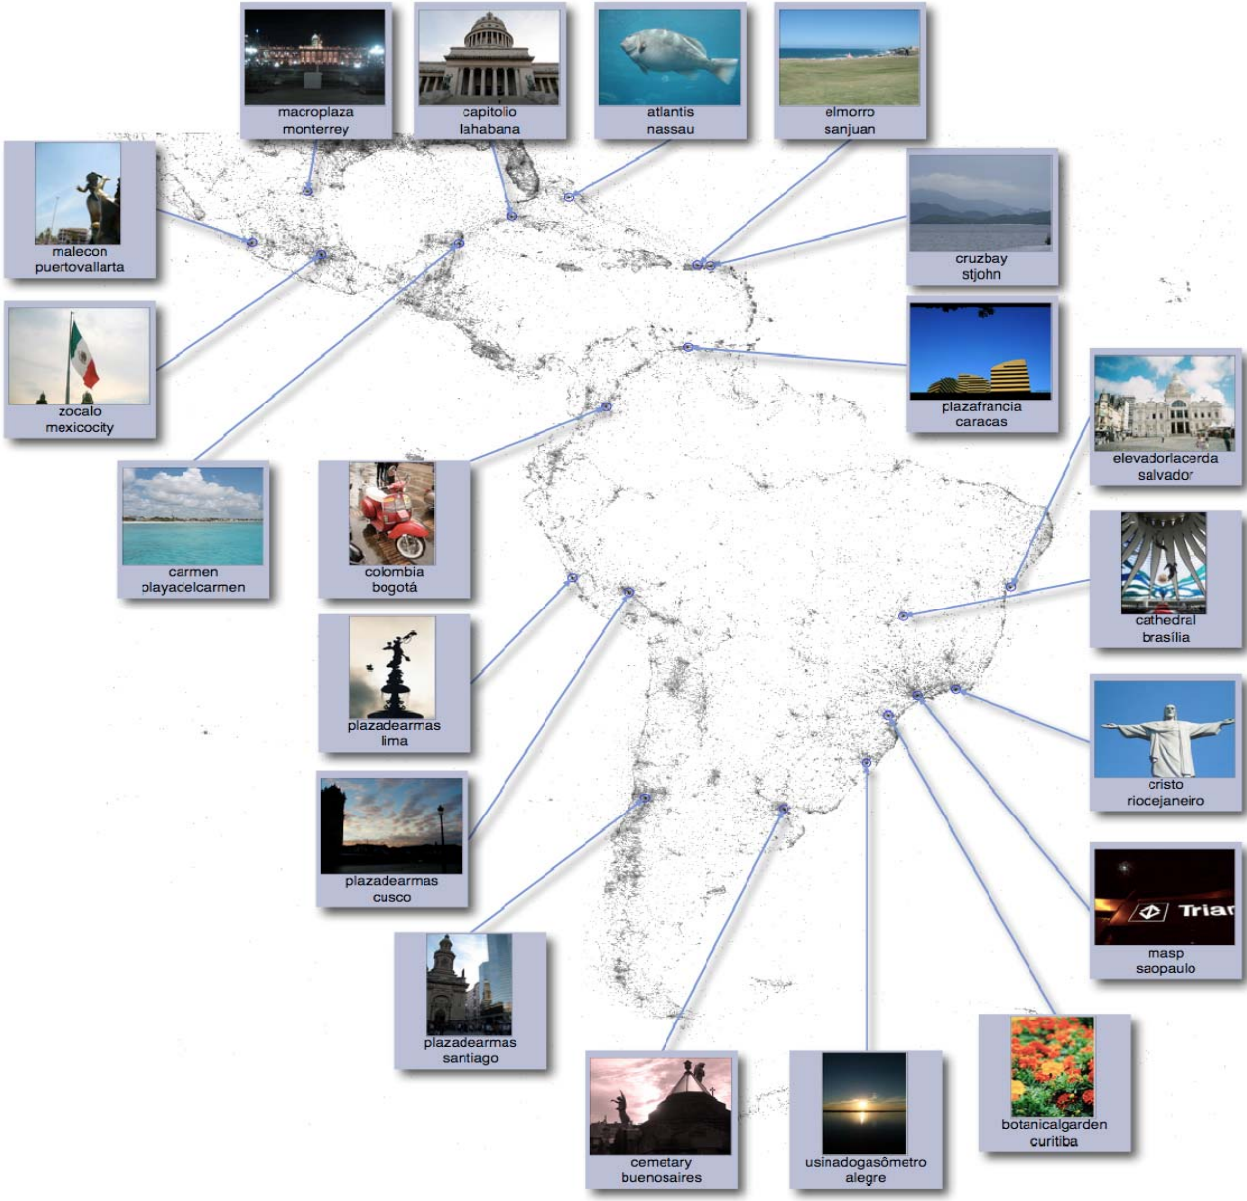 macroplaza
monterrey
capitolio
lahabana
atlantis
nassau
elmorro
sanjuan
malecon
puertovallarta
cruzbay
stjohn
zocalo
mexicocity
plazafrancia
caracas
elevadorlacerda
salvador
carmen
playadelcarmen
colombia
bogotá
cathedral
brasília
plazadearmas
lima
cristo
riocejaneiro
plazadearmas
cusco
Triar
masp
saopaulo
plazadearmas
santiago
botanicalgarden
curitiba
cemetary
buenosaires
usinadogasômetro
alegre